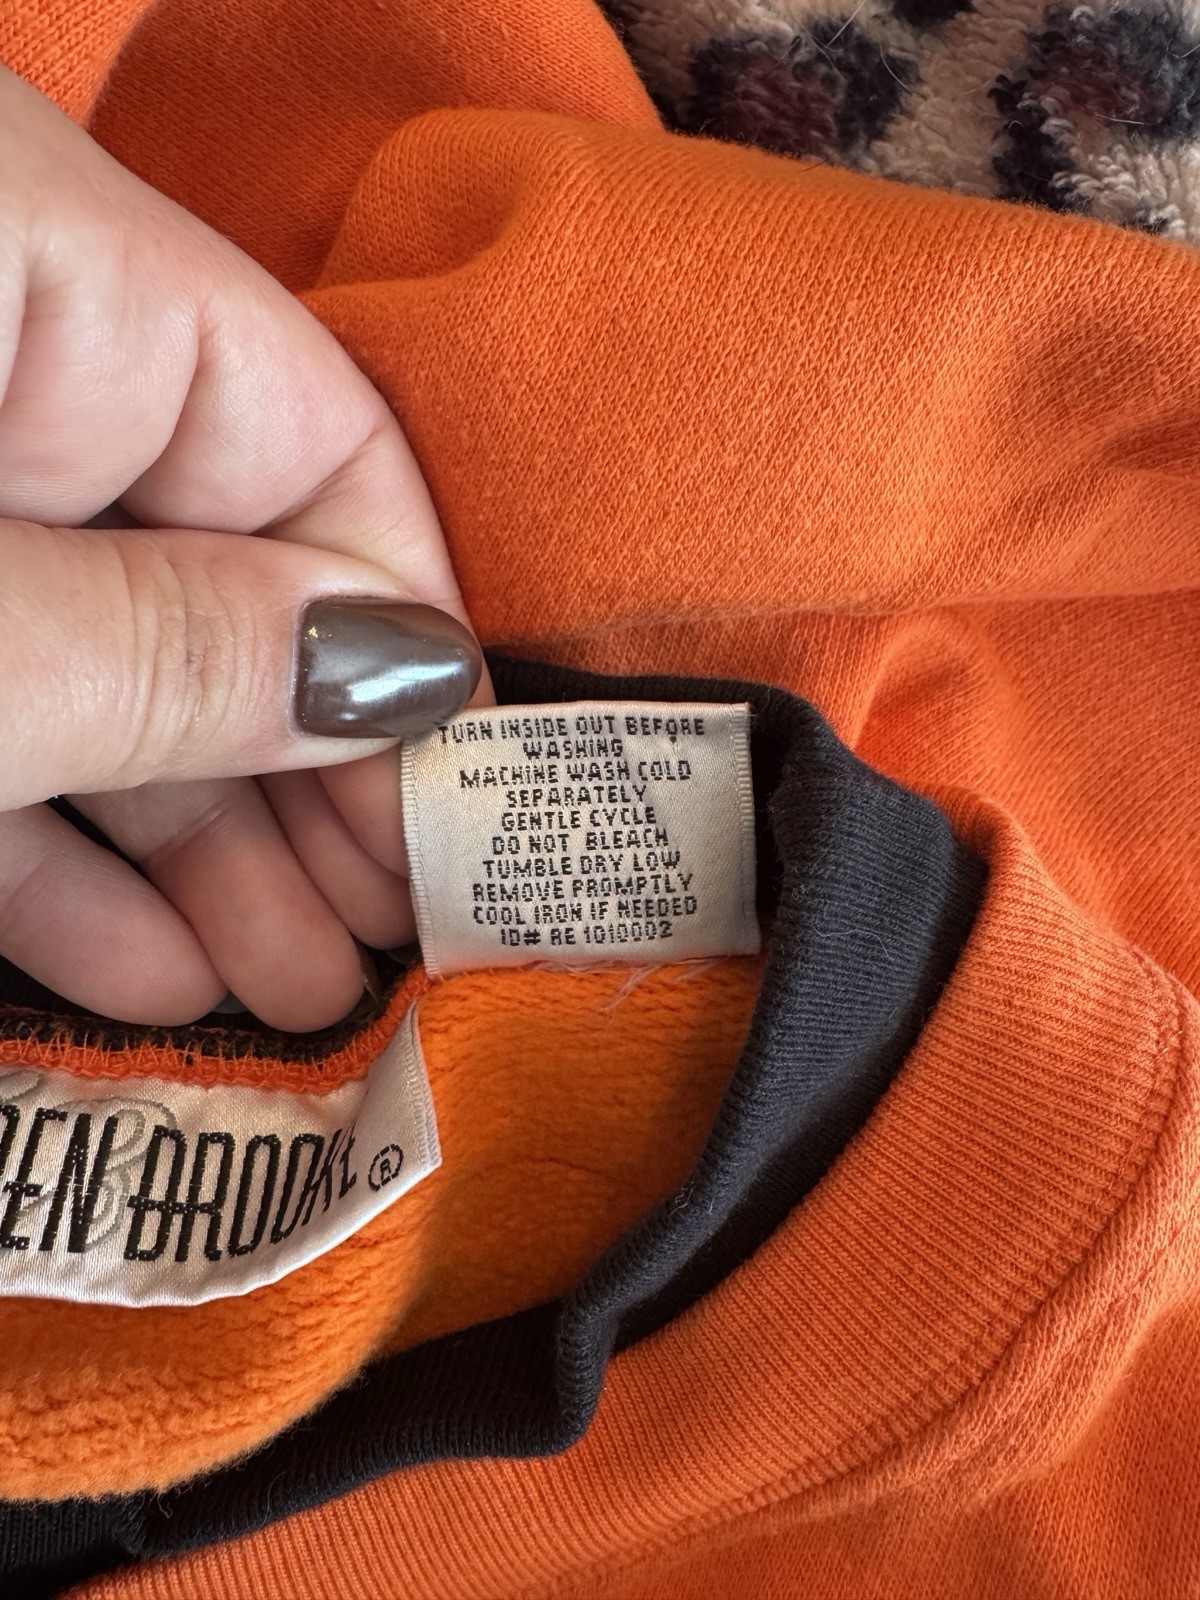 TURN INSIDE OUT BEFORE
WASHING
MACHINE WASH COLD
SEPARATELY
GENTLE CYCLE
DO NOT BLEACH
TUMBLE DRY LOW
REMOVE PROMPTLY
COOL IRON IF NEEDED
ID# RE 1010002
EN BROOKE ®